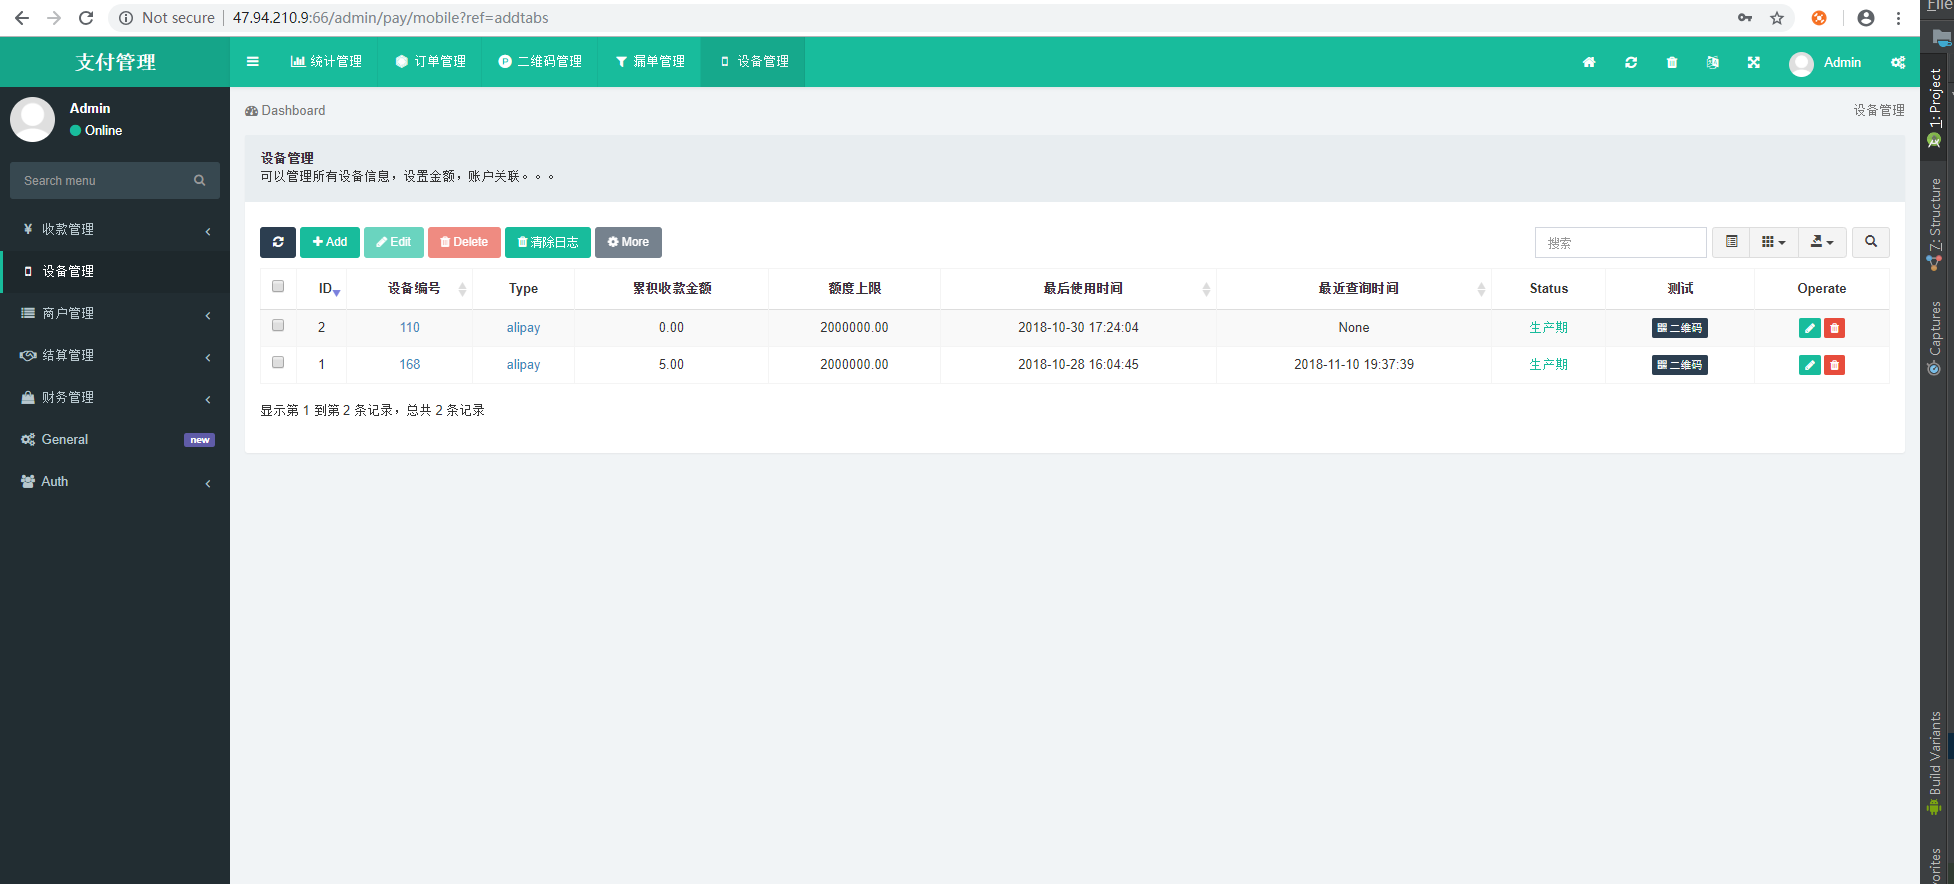 Not secure | 47.94.210.9:66/admin/pay/mobile?ref=addtabs
File
支付管理
统计管理
订单管理
二维码管理
漏单管理
设备管理
Admin
Admin
Online
Search menu
收款管理
设备管理
商户管理
结算管理
财务管理
General
new
Auth
Dashboard
设备管理
设备管理
可以管理所有设备信息，设置金额，账户关联。。。
Add
Edit
Delete
清除日志
More
搜索
ID 设备编号 Type 累积收款金额 额度上限 最后使用时间 最近查询时间 Status 测试 Operate
2 110 alipay 0.00 2000000.00 2018-10-30 17:24:04 None 生产期 二维码
1 168 alipay 5.00 2000000.00 2018-10-28 16:04:45 2018-11-10 19:37:39 生产期 二维码
显示第 1 到第 2 条记录，总共 2 条记录
1: Project
7: Structure
Captures
Build Variants